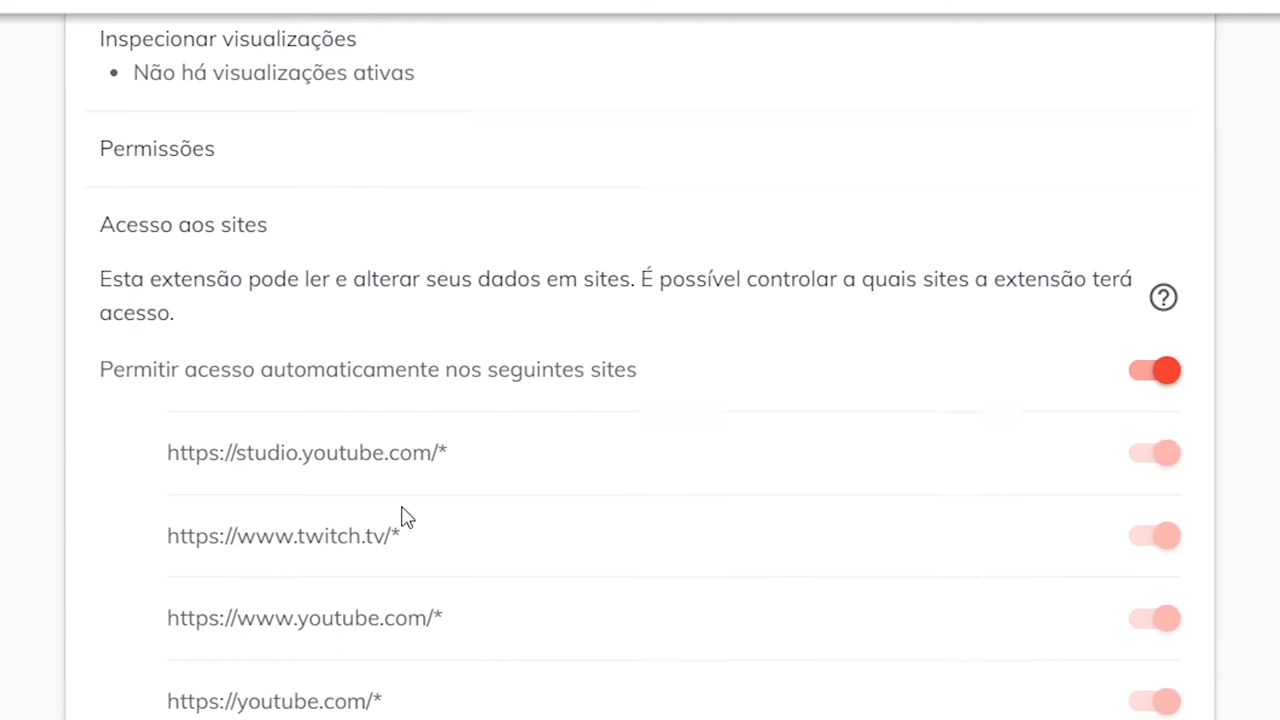 Inspecionar visualizações
• Não há visualizações ativas
Permissões
Acesso aos sites
Esta extensão pode ler e alterar seus dados em sites. É possível controlar a quais sites a extensão terá
acesso.
Permitir acesso automaticamente nos seguintes sites
https://studio.youtube.com/*
https://www.twitch.tv/*
https://www.youtube.com/*
https://youtube.com/*